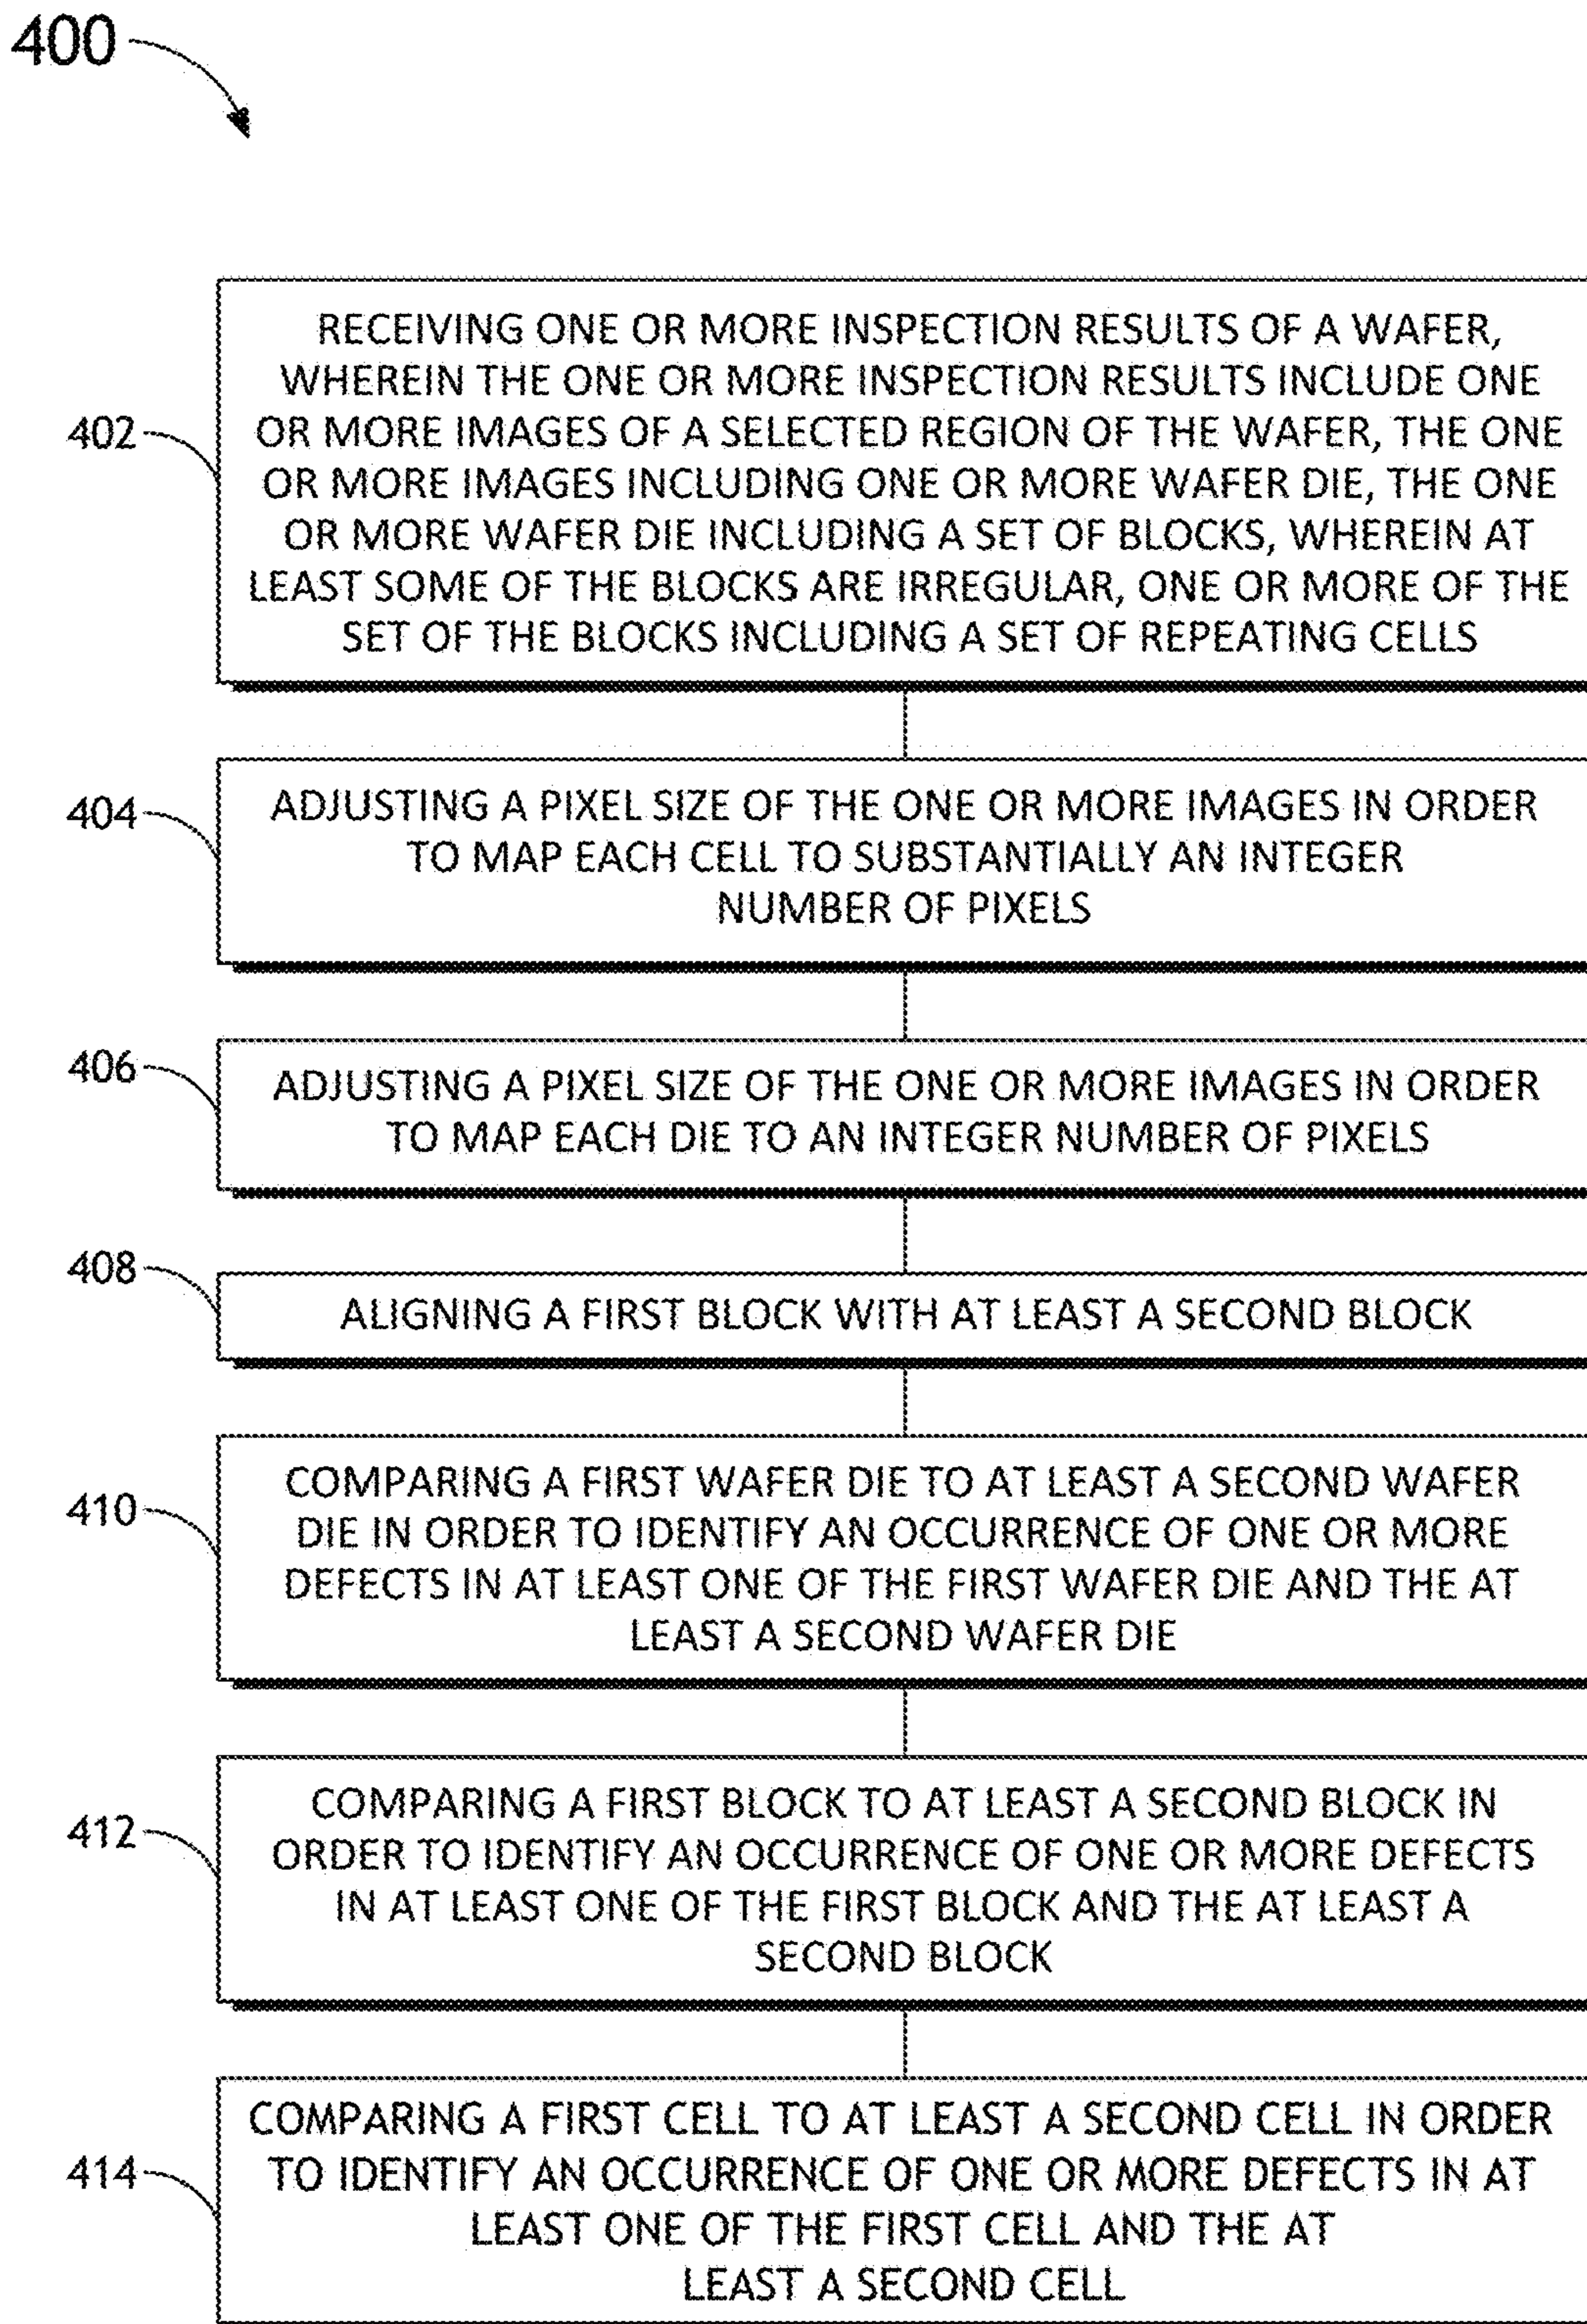 400
402
RECEIVING ONE OR MORE INSPECTION RESULTS OF A WAFER,
WHEREIN THE ONE OR MORE INSPECTION RESULTS INCLUDE ONE
OR MORE IMAGES OF A SELECTED REGION OF THE WAFER, THE ONE
OR MORE IMAGES INCLUDING ONE OR MORE WAFER DIE, THE ONE
OR MORE WAFER DIE INCLUDING A SET OF BLOCKS, WHEREIN AT
LEAST SOME OF THE BLOCKS ARE IRREGULAR, ONE OR MORE OF THE
SET OF THE BLOCKS INCLUDING A SET OF REPEATING CELLS
404
ADJUSTING A PIXEL SIZE OF THE ONE OR MORE IMAGES IN ORDER
TO MAP EACH CELL TO SUBSTANTIALLY AN INTEGER
NUMBER OF PIXELS
406
ADJUSTING A PIXEL SIZE OF THE ONE OR MORE IMAGES IN ORDER
TO MAP EACH DIE TO AN INTEGER NUMBER OF PIXELS
408
ALIGNING A FIRST BLOCK WITH AT LEAST A SECOND BLOCK
410
COMPARING A FIRST WAFER DIE TO AT LEAST A SECOND WAFER
DIE IN ORDER TO IDENTIFY AN OCCURRENCE OF ONE OR MORE
DEFECTS IN AT LEAST ONE OF THE FIRST WAFER DIE AND THE AT
LEAST A SECOND WAFER DIE
412
COMPARING A FIRST BLOCK TO AT LEAST A SECOND BLOCK IN
ORDER TO IDENTIFY AN OCCURRENCE OF ONE OR MORE DEFECTS
IN AT LEAST ONE OF THE FIRST BLOCK AND THE AT LEAST A
SECOND BLOCK
414
COMPARING A FIRST CELL TO AT LEAST A SECOND CELL IN ORDER
TO IDENTIFY AN OCCURRENCE OF ONE OR MORE DEFECTS IN AT
LEAST ONE OF THE FIRST CELL AND THE AT
LEAST A SECOND CELL